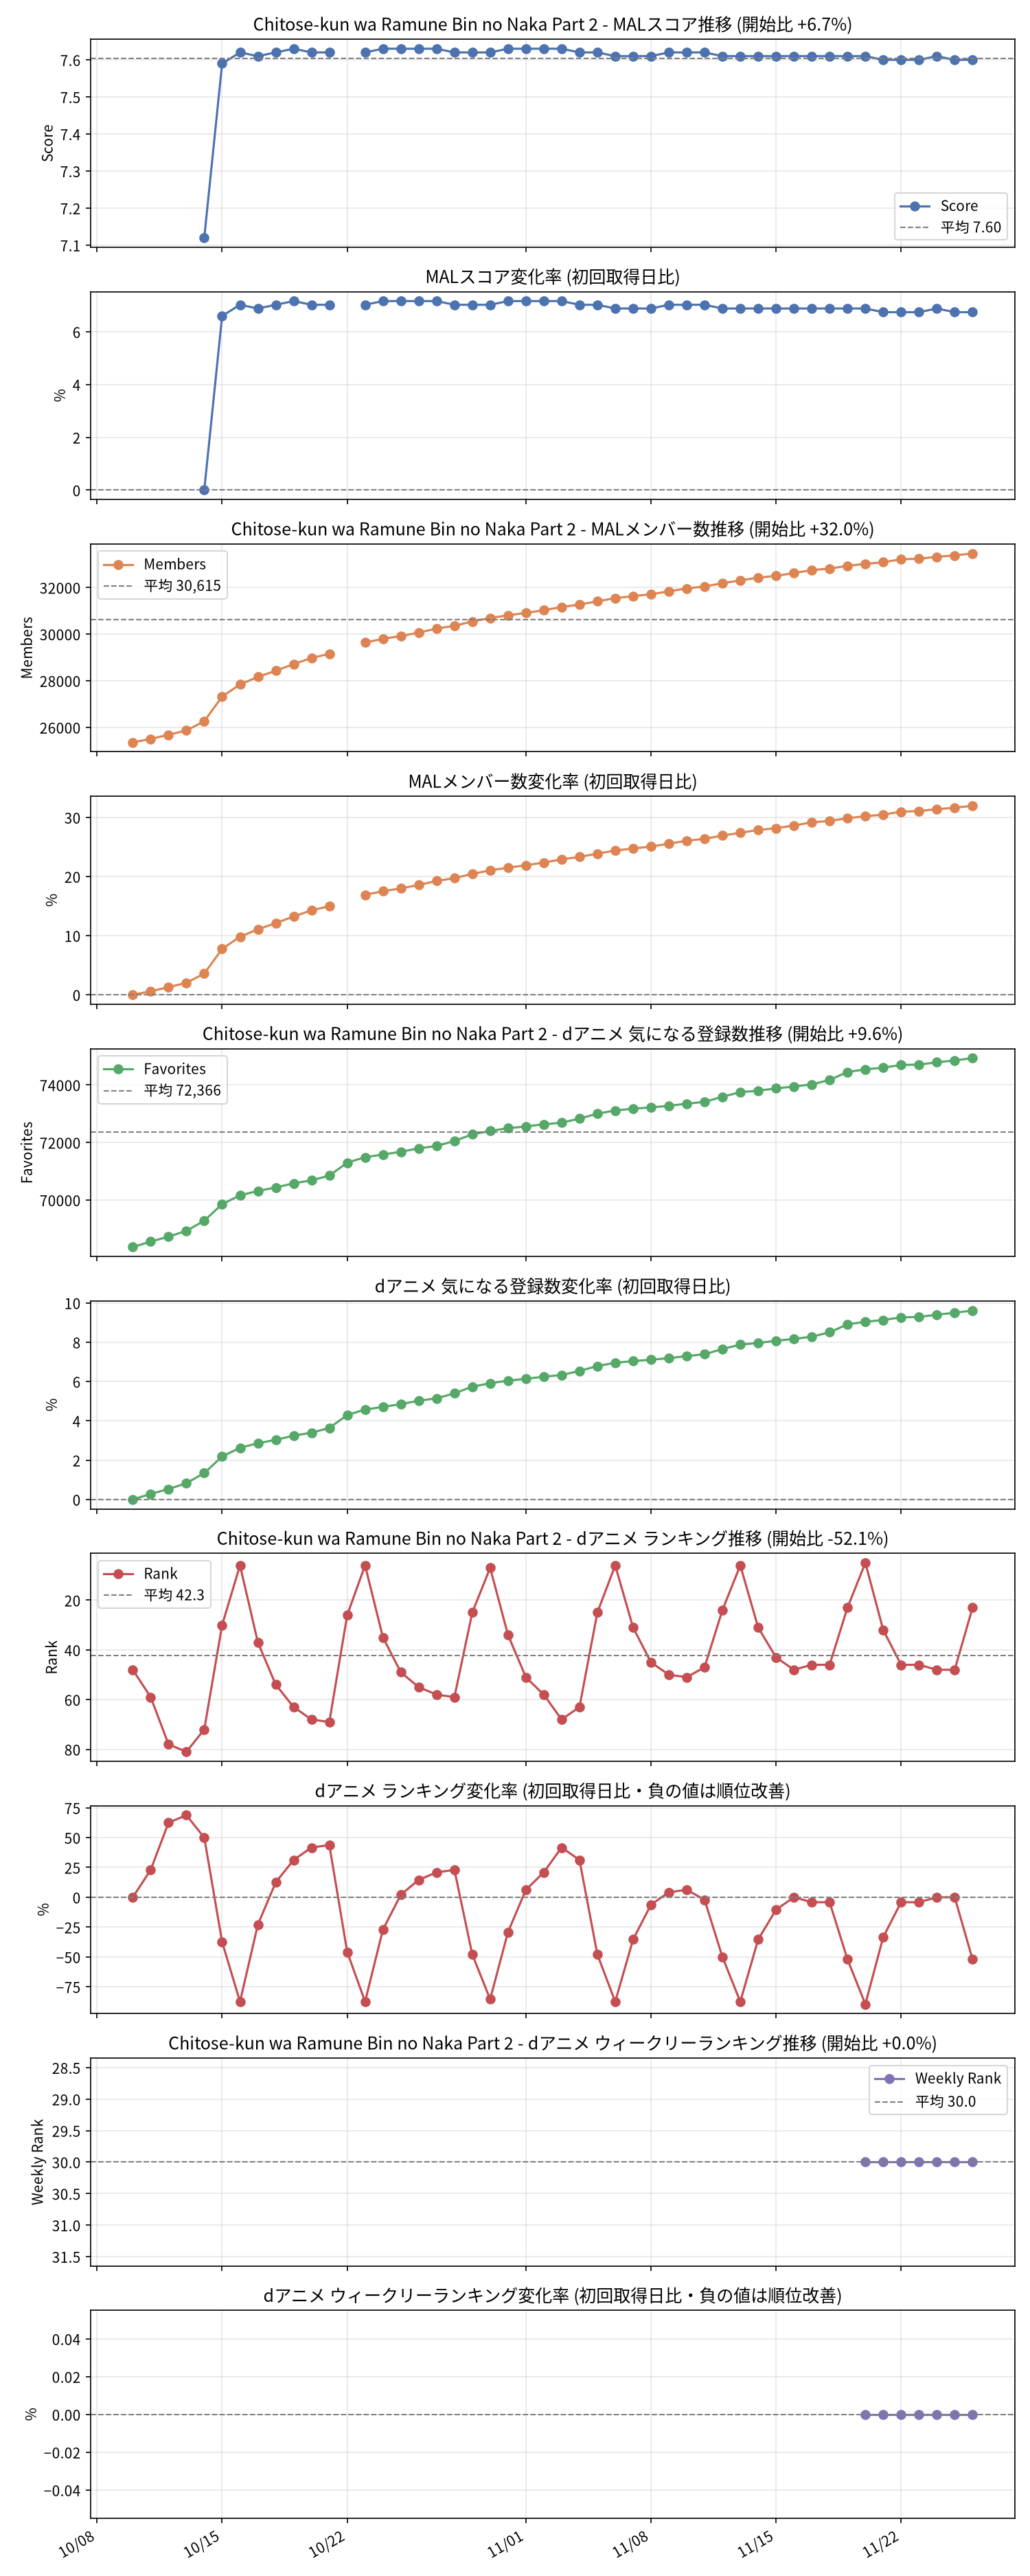 Chitose-kun wa Ramune Bin no Naka Part 2 - MALスコア推移 (開始比 +6.7%)
7.6
7.5
7.4
7.3
7.2
7.1
Score
Score
平均 7.60
MALスコア変化率 (初回取得日比)
6
4
2
0
%
Chitose-kun wa Ramune Bin no Naka Part 2 - MALメンバー数推移 (開始比 +32.0%)
Members
平均 30,615
32000
30000
28000
26000
Members
MALメンバー数変化率 (初回取得日比)
30
20
10
0
%
Chitose-kun wa Ramune Bin no Naka Part 2 - dアニメ 気になる登録数推移 (開始比 +9.6%)
Favorites
平均 72,366
74000
72000
70000
Favorites
dアニメ 気になる登録数変化率 (初回取得日比)
10
8
6
4
2
0
%
Chitose-kun wa Ramune Bin no Naka Part 2 - dアニメ ランキング推移 (開始比 -52.1%)
Rank
平均 42.3
20
40
60
80
Rank
dアニメ ランキング変化率 (初回取得日比・負の値は順位改善)
75
50
25
0
−25
−50
−75
%
Chitose-kun wa Ramune Bin no Naka Part 2 - dアニメ ウィークリーランキング推移 (開始比 +0.0%)
28.5
29.0
29.5
30.0
30.5
31.0
31.5
Weekly Rank
Weekly Rank
平均 30.0
dアニメ ウィークリーランキング変化率 (初回取得日比・負の値は順位改善)
0.04
0.02
0.00
−0.02
−0.04
%
10/08
10/15
10/22
11/01
11/08
11/15
11/22